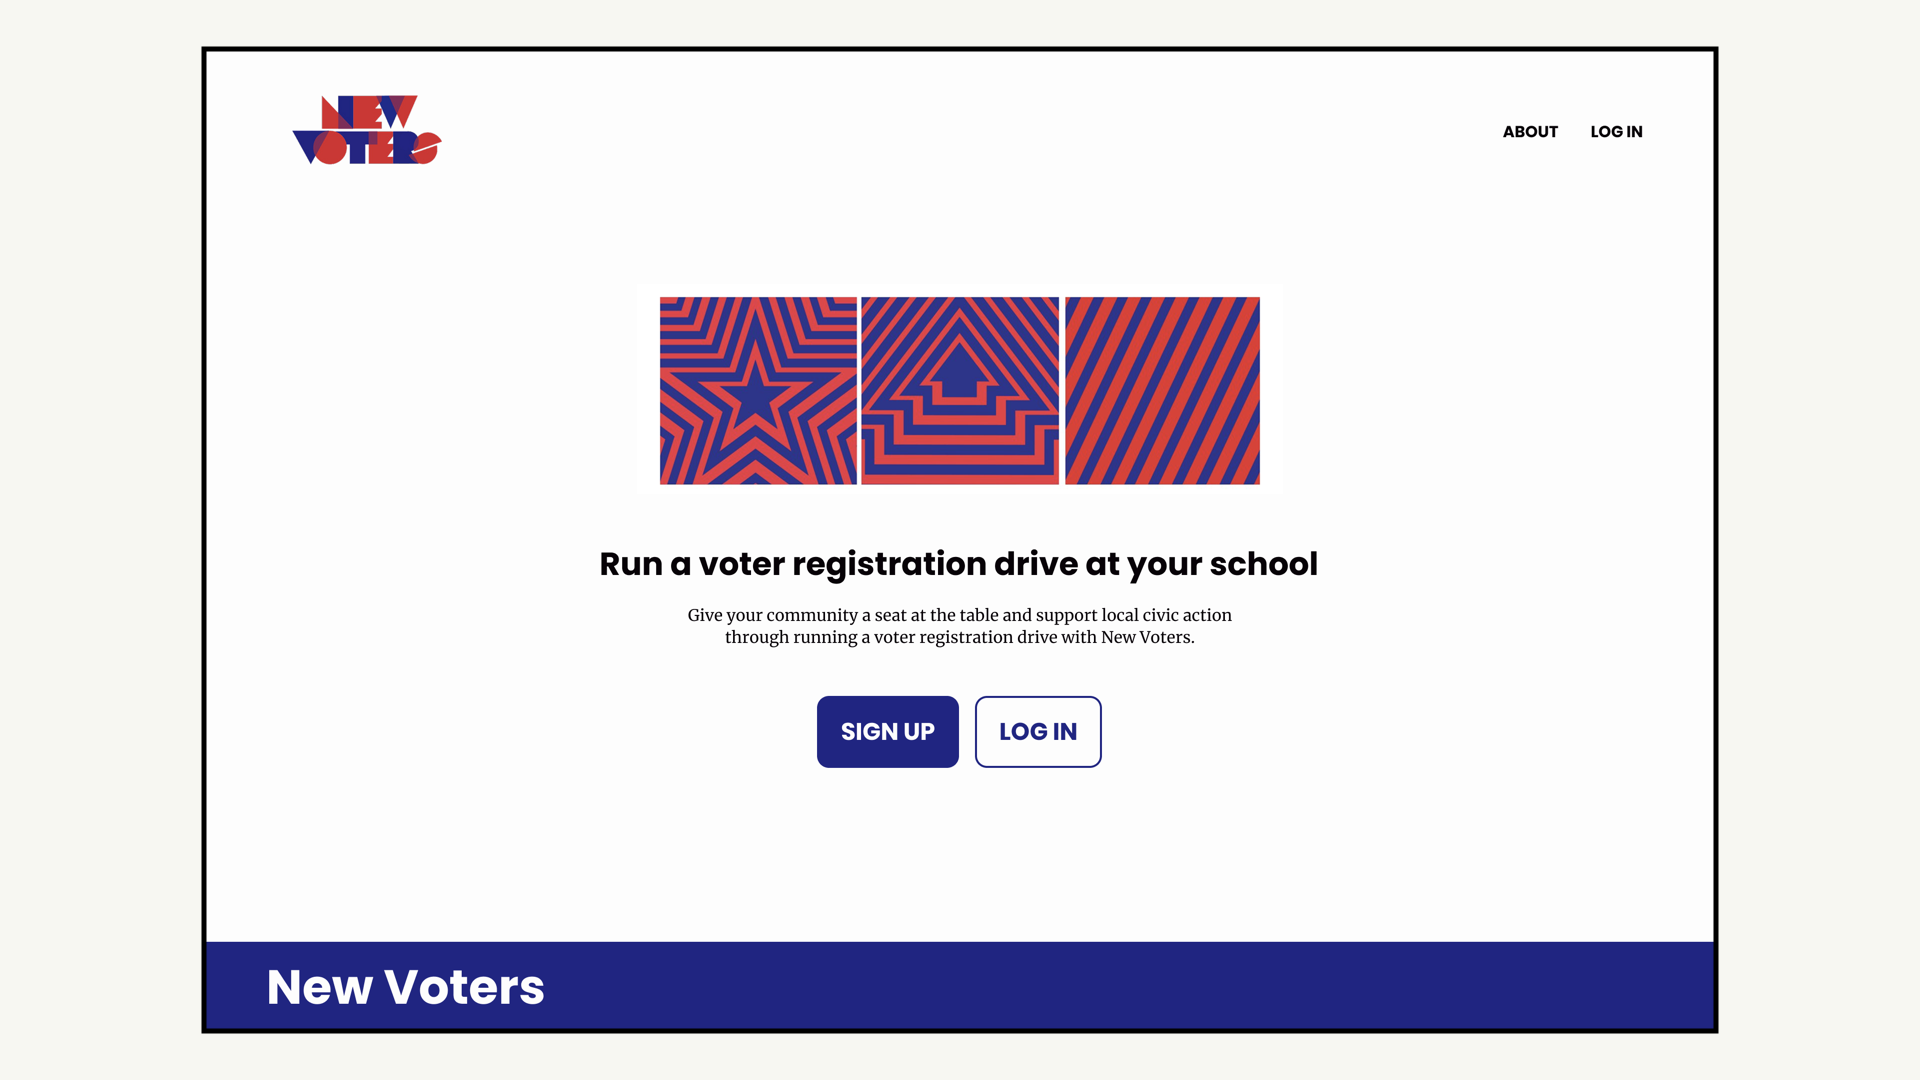 NEW
VOTERS
ABOUT
LOG IN
Run a voter registration drive at your school
Give your community a seat at the table and support local civic action
through running a voter registration drive with New Voters.
SIGN UP
LOG IN
New Voters